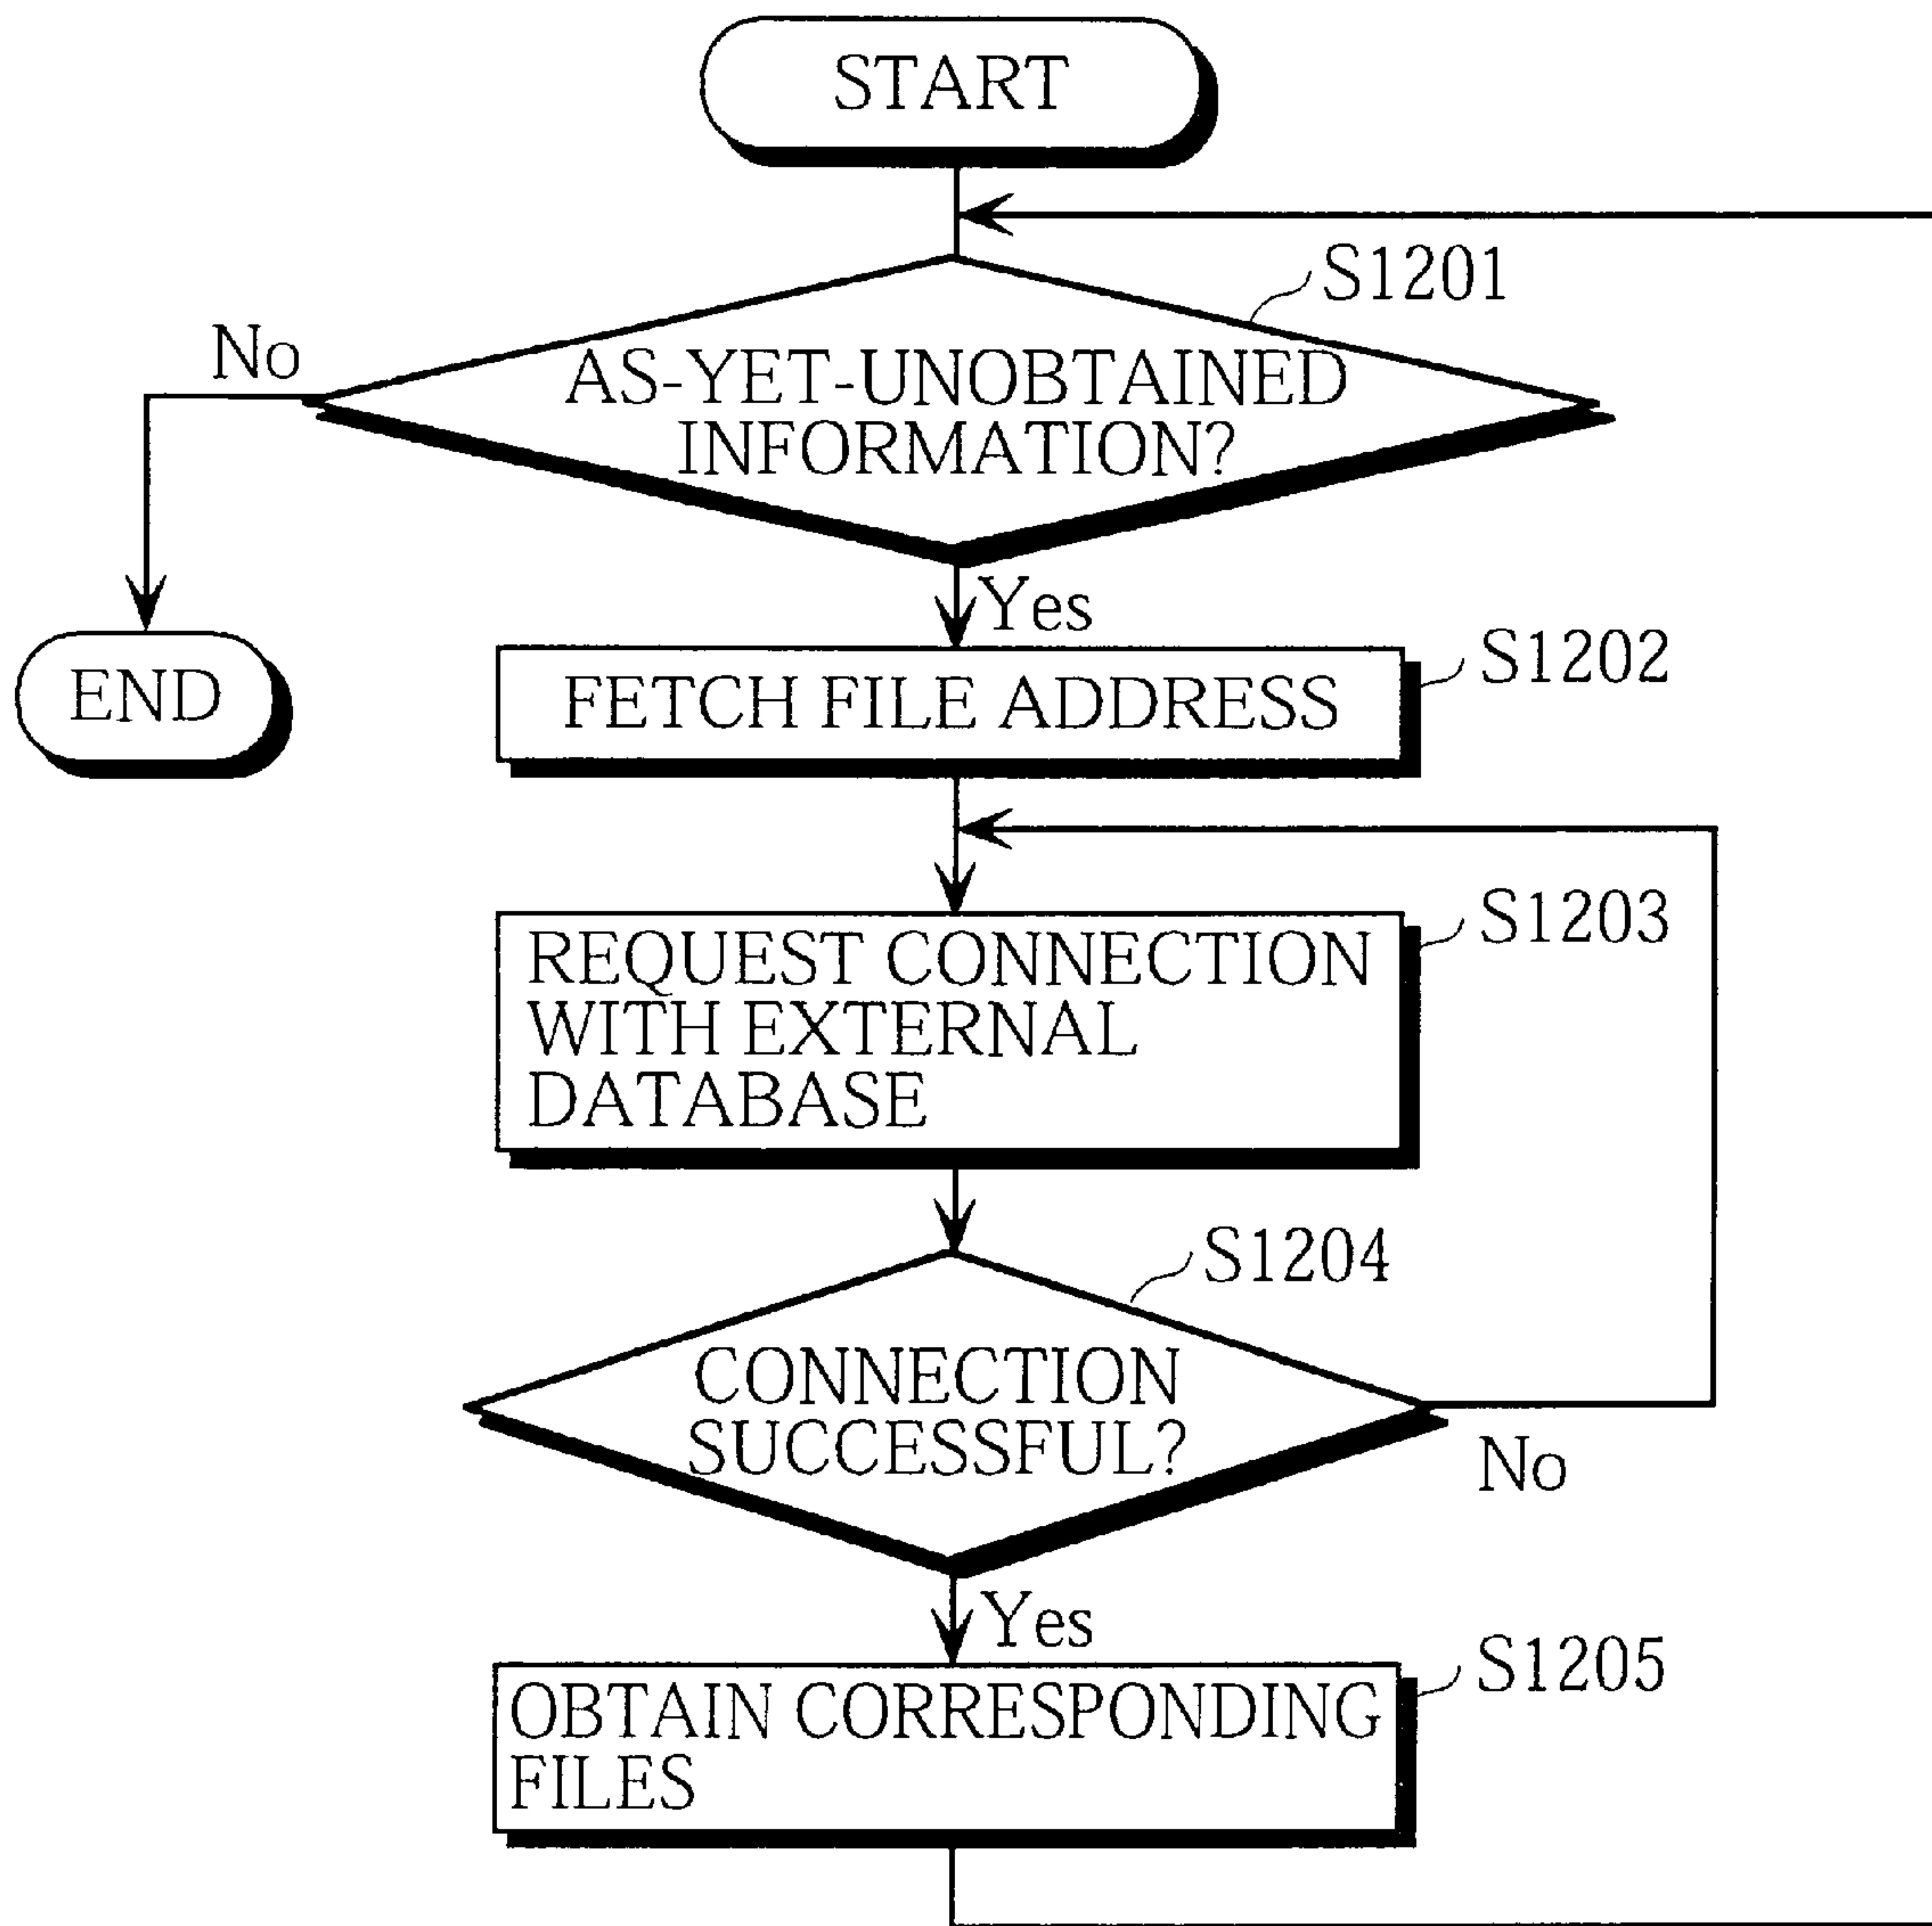 START
S1201
No
AS-YET-UNOBTAINED
INFORMATION?
Yes
END
FETCH FILE ADDRESS
S1202
REQUEST CONNECTION
WITH EXTERNAL
DATABASE
S1203
S1204
CONNECTION
SUCCESSFUL?
No
Yes
OBTAIN CORRESPONDING
FILES
S1205